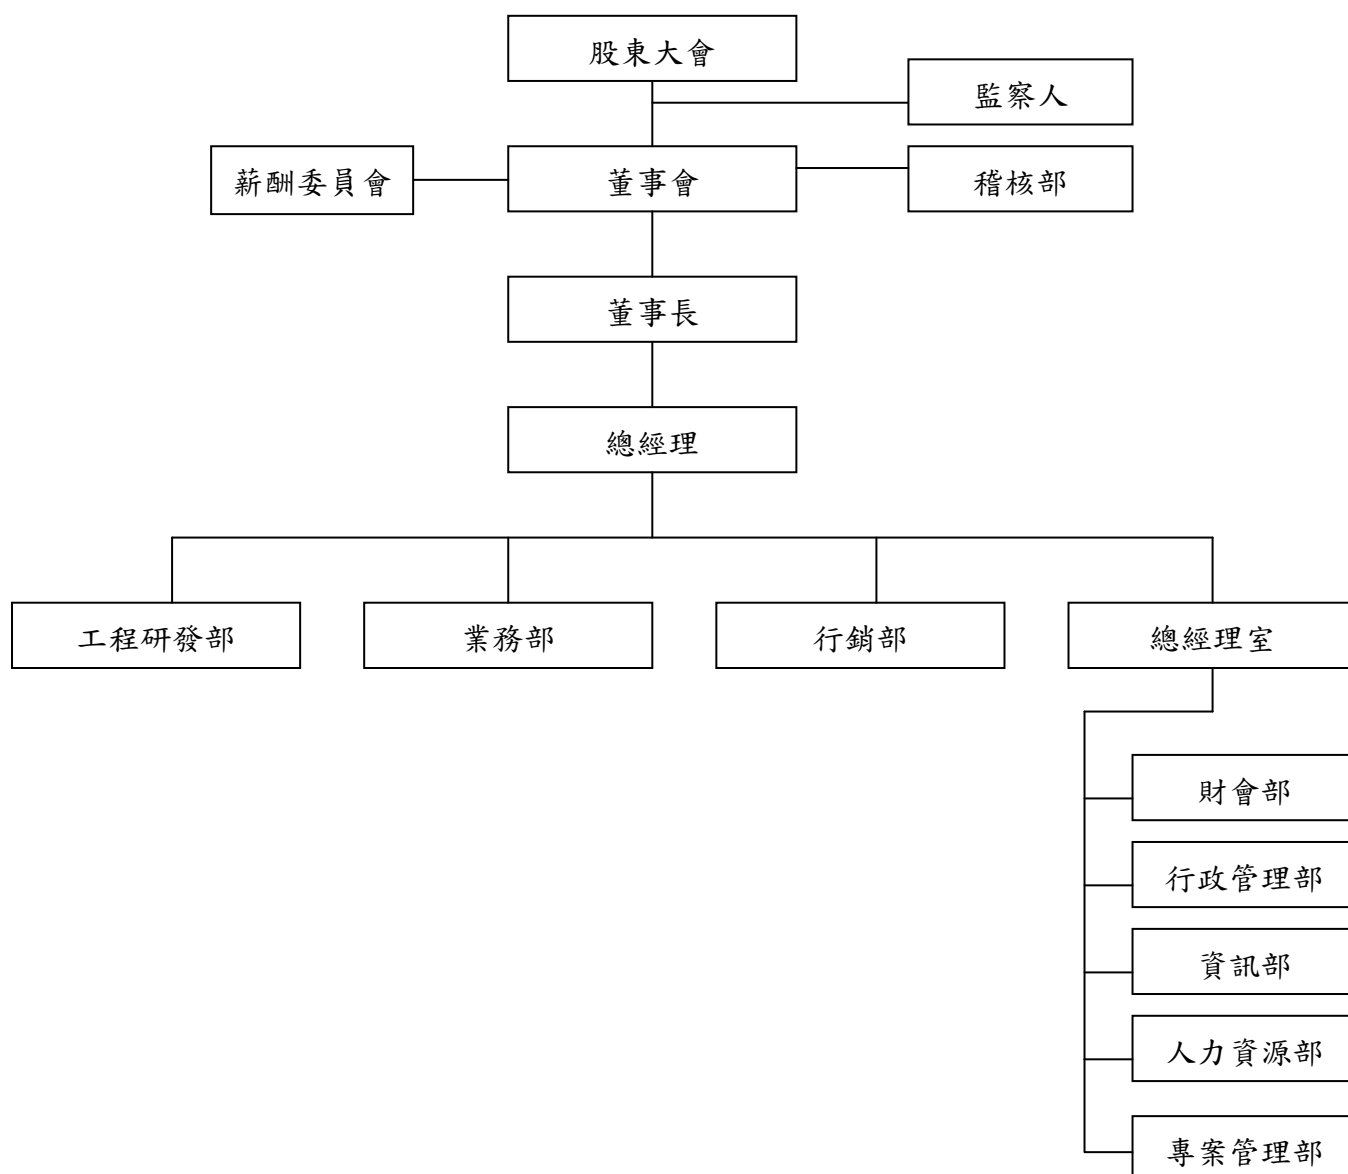 股東大會
監察人
薪酬委員會
董事會
稽核部
董事長
總經理
工程研發部
業務部
行銷部
總經理室
財會部
行政管理部
資訊部
人力資源部
專案管理部